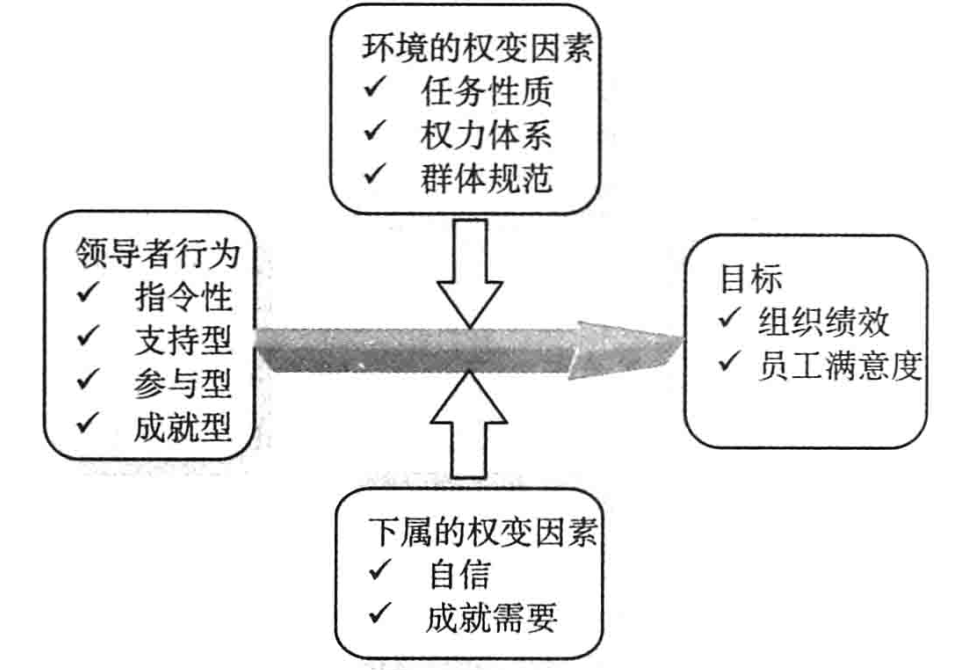 环境的权变因素
✓ 任务性质
✓ 权力体系
✓ 群体规范
领导者行为
✓ 指令性
✓ 支持型
✓ 参与型
✓ 成就型
目标
✓ 组织绩效
✓ 员工满意度
下属的权变因素
✓ 自信
✓ 成就需要